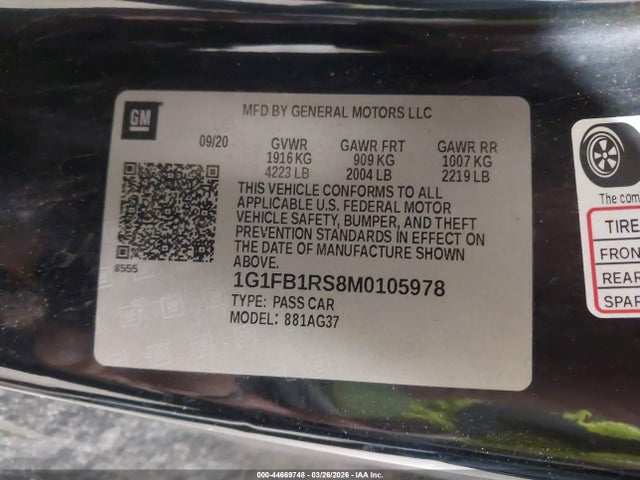 GM
MFD BY GENERAL MOTORS LLC
09/20 GVWR GAWR FRT GAWR RR
1916 KG 909 KG 1007 KG
4223 LB 2004 LB 2219 LB
THIS VEHICLE CONFORMS TO ALL
APPLICABLE U.S. FEDERAL MOTOR
VEHICLE SAFETY, BUMPER, AND THEFT
PREVENTION STANDARDS IN EFFECT ON
THE DATE OF MANUFACTURE SHOWN
ABOVE.
6555
1G1FB1RS8M0105978
TYPE: PASS CAR
MODEL: 881AG37
The com
TIRE
FRON
REAR
SPAR
000-44669748 | 03/26/2026 | IAA Inc.